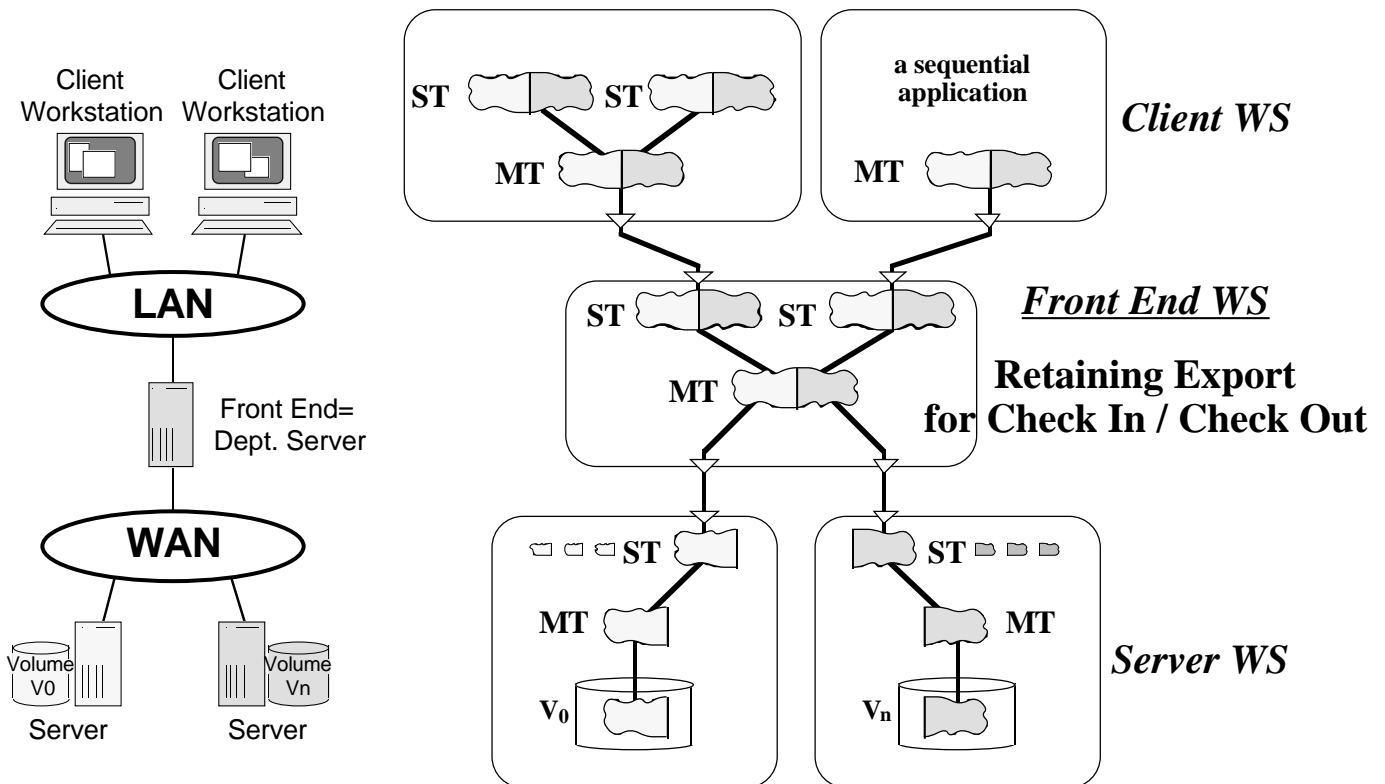 Client
Workstation
Client
Workstation
LAN
Front End=
Dept. Server
WAN
Volume
V0
Server
Volume
Vn
Server
ST
ST
MT
a sequential
application
MT
Client WS
ST
ST
MT
Front End WS
Retaining Export
for Check In / Check Out
ST
MT
V0
ST
MT
Vn
Server WS